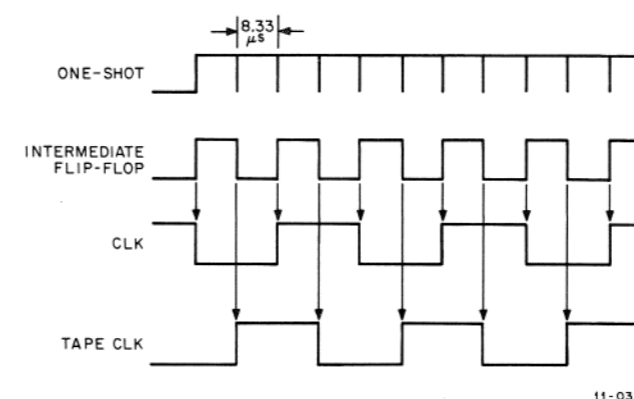 8.33
μs
ONE-SHOT
INTERMEDIATE
FLIP-FLOP
CLK
TAPE CLK
11-03